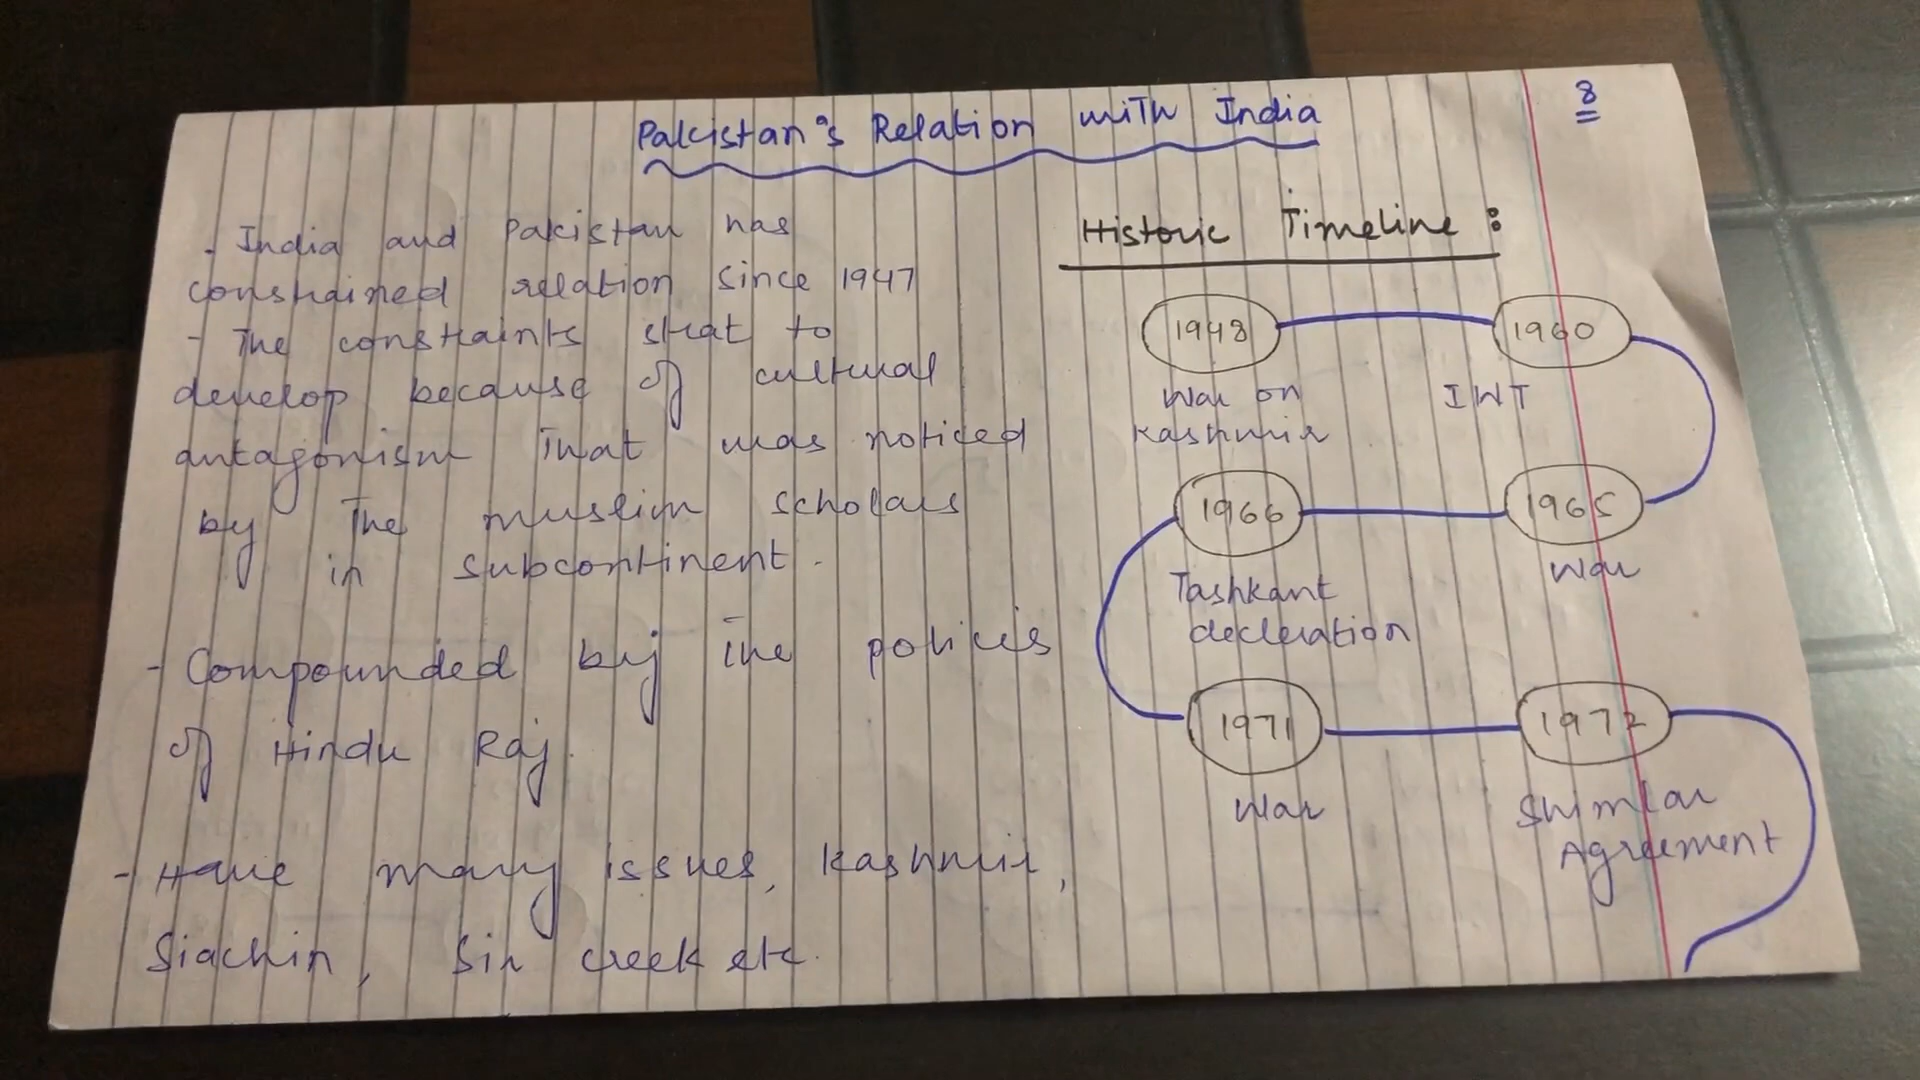 Pakistan's Relation with India
8
- India and Pakistan has
constrained relation since 1947
- The constraints strat to
develop because of cultural
antagonism that was noticed
by the muslim scholars
in subcontinent.
- Compounded by the policies
of Hindu Raj.
- Have many issues, Kashmir,
Siachin, Sir creek etc.
Historic Timeline:
1948 1960
War on IWT
Kashmir
1966 1965
Tashkant War
decleration
1971 1972
War Shimlar
Agreement